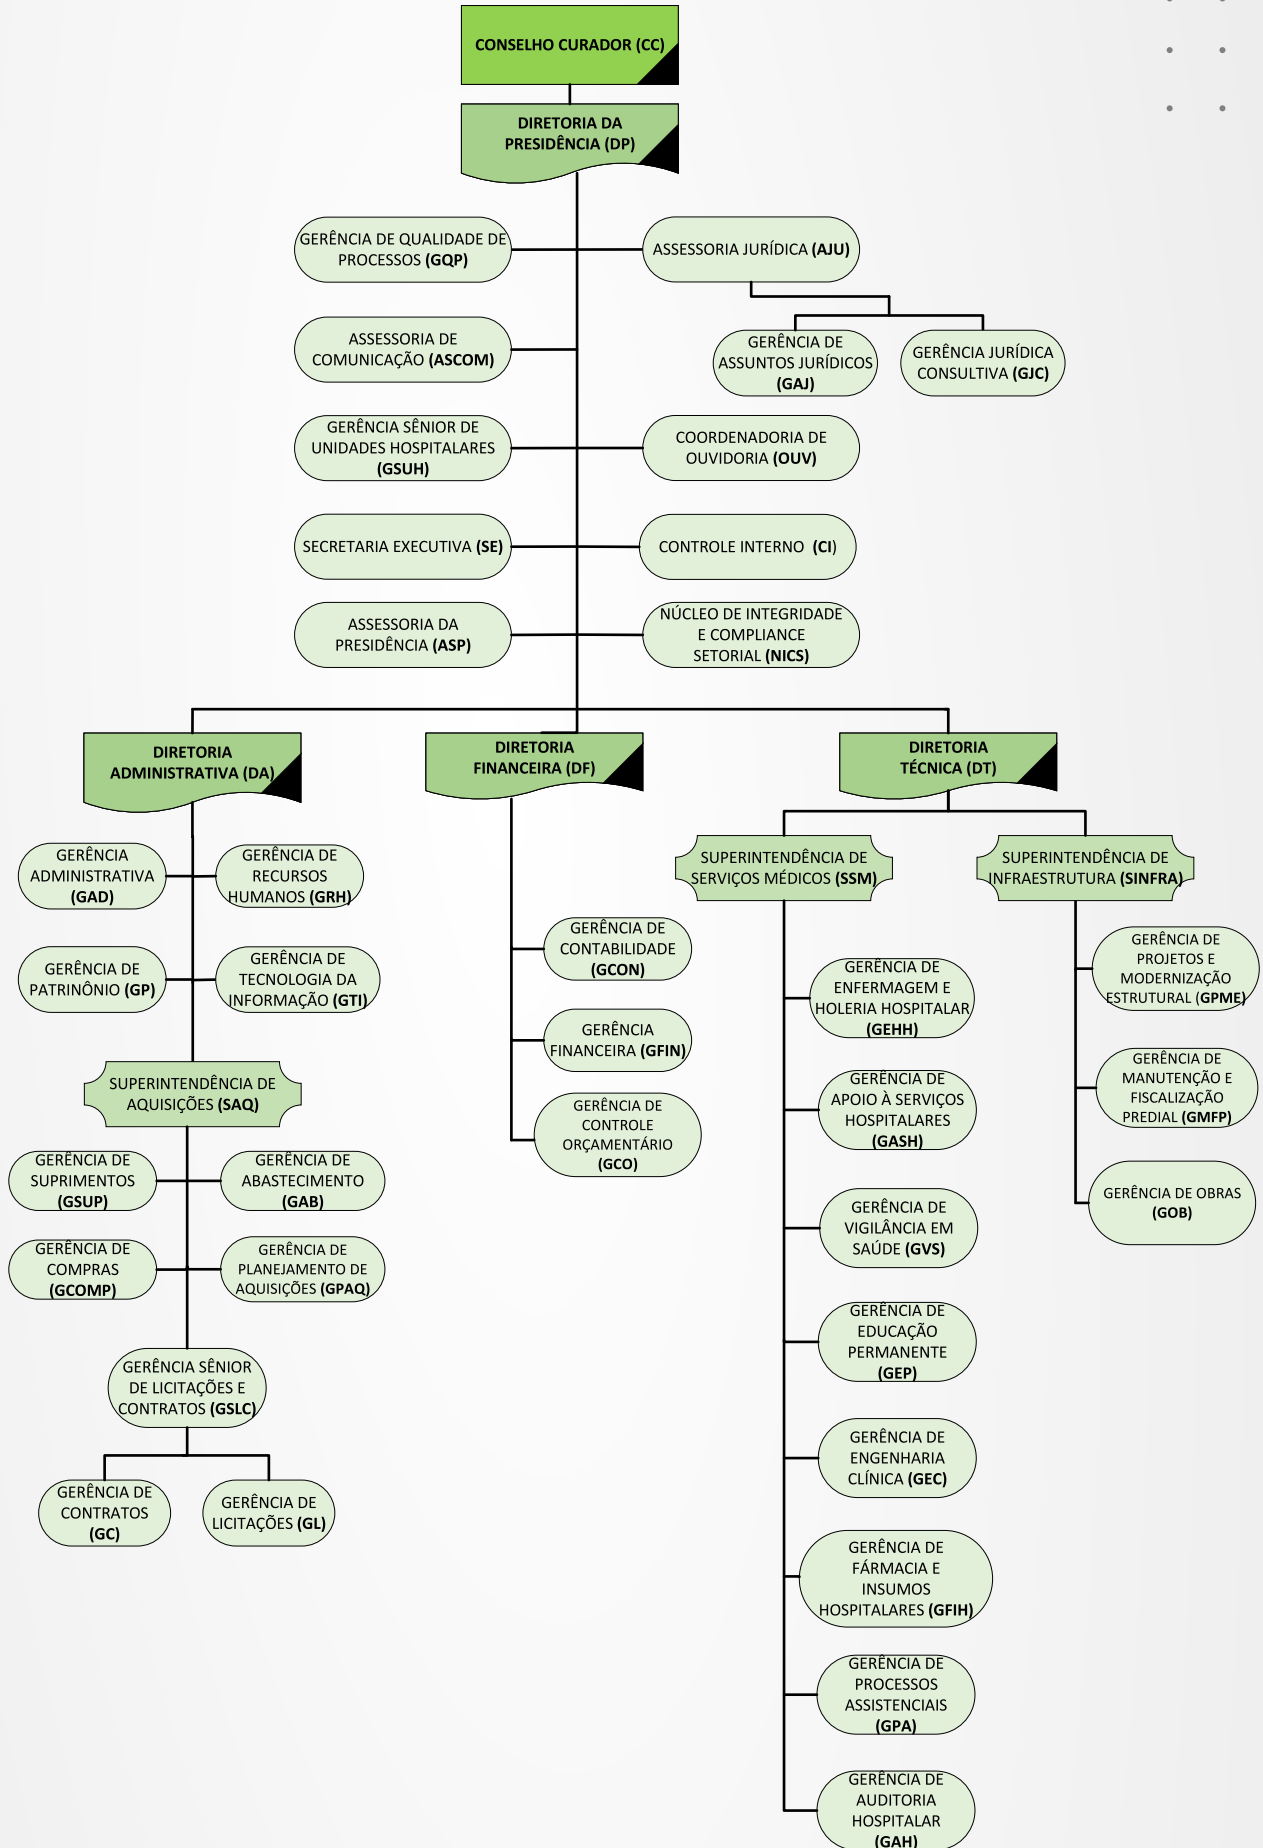 CONSELHO CURADOR (CC)
DIRETORIA DA
PRESIDÊNCIA (DP)
GERÊNCIA DE QUALIDADE DE
PROCESSOS (GQP)
ASSESSORIA JURÍDICA (AJU)
GERÊNCIA DE
ASSUNTOS JURÍDICOS
(GAJ)
GERÊNCIA JURÍDICA
CONSULTIVA (GJC)
ASSESSORIA DE
COMUNICAÇÃO (ASCOM)
GERÊNCIA SÊNIOR DE
UNIDADES HOSPITALARES
(GSUH)
COORDENADORIA DE
OUVIDORIA (OUV)
SECRETARIA EXECUTIVA (SE)
CONTROLE INTERNO (CI)
ASSESSORIA DA
PRESIDÊNCIA (ASP)
NÚCLEO DE INTEGRIDADE
E COMPLIANCE
SETORIAL (NICS)
DIRETORIA
ADMINISTRATIVA (DA)
DIRETORIA
FINANCEIRA (DF)
DIRETORIA
TÉCNICA (DT)
GERÊNCIA
ADMINISTRATIVA
(GAD)
GERÊNCIA DE
RECURSOS
HUMANOS (GRH)
GERÊNCIA DE
PATRINÔNIO (GP)
GERÊNCIA DE
TECNOLOGIA DA
INFORMAÇÃO (GTI)
SUPERINTENDÊNCIA DE
AQUISIÇÕES (SAQ)
GERÊNCIA DE
SUPRIMENTOS
(GSUP)
GERÊNCIA DE
ABASTECIMENTO
(GAB)
GERÊNCIA DE
COMPRAS
(GCOMP)
GERÊNCIA DE
PLANEJAMENTO DE
AQUISIÇÕES (GPAQ)
GERÊNCIA SÊNIOR
DE LICITAÇÕES E
CONTRATOS (GSLC)
GERÊNCIA DE
CONTRATOS
(GC)
GERÊNCIA DE
LICITAÇÕES (GL)
GERÊNCIA DE
CONTABILIDADE
(GCON)
GERÊNCIA
FINANCEIRA (GFIN)
GERÊNCIA DE
CONTROLE
ORÇAMENTÁRIO
(GCO)
SUPERINTENDÊNCIA DE
SERVIÇOS MÉDICOS (SSM)
GERÊNCIA DE
ENFERMAGEM E
HOLERIA HOSPITALAR
(GEHH)
GERÊNCIA DE
APOIO À SERVIÇOS
HOSPITALARES
(GASH)
GERÊNCIA DE
VIGILÂNCIA EM
SAÚDE (GVS)
GERÊNCIA DE
EDUCAÇÃO
PERMANENTE
(GEP)
GERÊNCIA DE
ENGENHARIA
CLÍNICA (GEC)
GERÊNCIA DE
FÁRMACIA E
INSUMOS
HOSPITALARES (GFIH)
GERÊNCIA DE
PROCESSOS
ASSISTENCIAIS
(GPA)
GERÊNCIA DE
AUDITORIA
HOSPITALAR
(GAH)
SUPERINTENDÊNCIA DE
INFRAESTRUTURA (SINFRA)
GERÊNCIA DE
PROJETOS E
MODERNIZAÇÃO
ESTRUTURAL (GPME)
GERÊNCIA DE
MANUTENÇÃO E
FISCALIZAÇÃO
PREDIAL (GMFP)
GERÊNCIA DE OBRAS
(GOB)